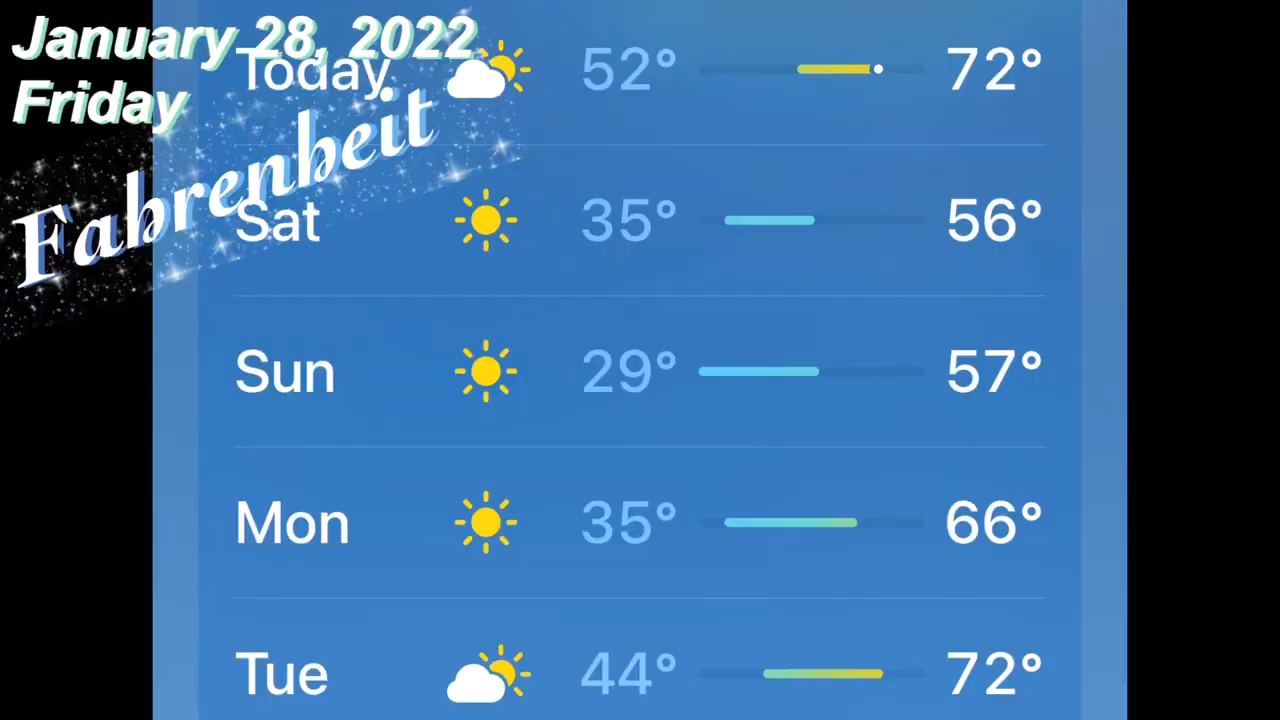 January 28, 2022
Friday
Fahrenheit
Today 52° 72°
Sat 35° 56°
Sun 29° 57°
Mon 35° 66°
Tue 44° 72°